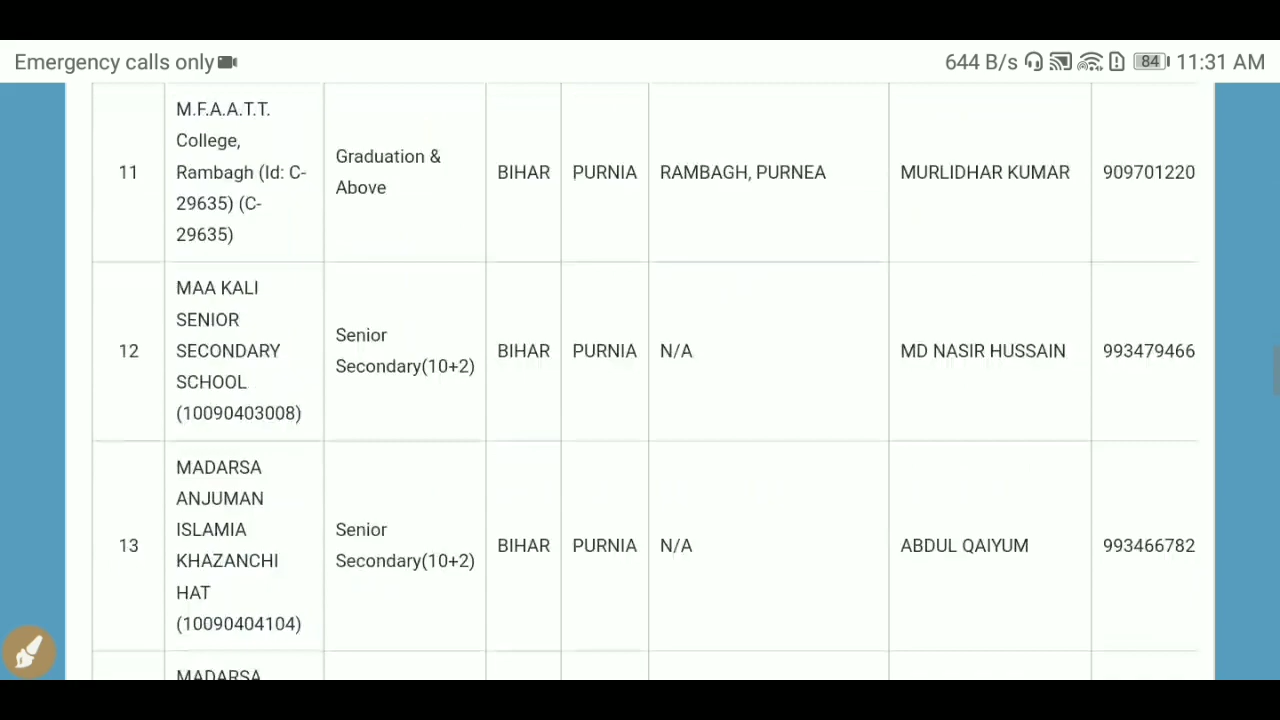 Emergency calls only 644 B/s 84 11:31 AM
M.F.A.A.T.T.
College,
Rambagh (Id: C-
29635) (C-
29635)
11 Graduation &
Above BIHAR PURNIA RAMBAGH, PURNEA MURLIDHAR KUMAR 909701220
MAA KALI
SENIOR
SECONDARY
SCHOOL
(10090403008)
12 Senior
Secondary(10+2) BIHAR PURNIA N/A MD NASIR HUSSAIN 993479466
MADARSA
ANJUMAN
ISLAMIA
KHAZANCHI
HAT
(10090404104)
13 Senior
Secondary(10+2) BIHAR PURNIA N/A ABDUL QAIYUM 993466782
MADARSA